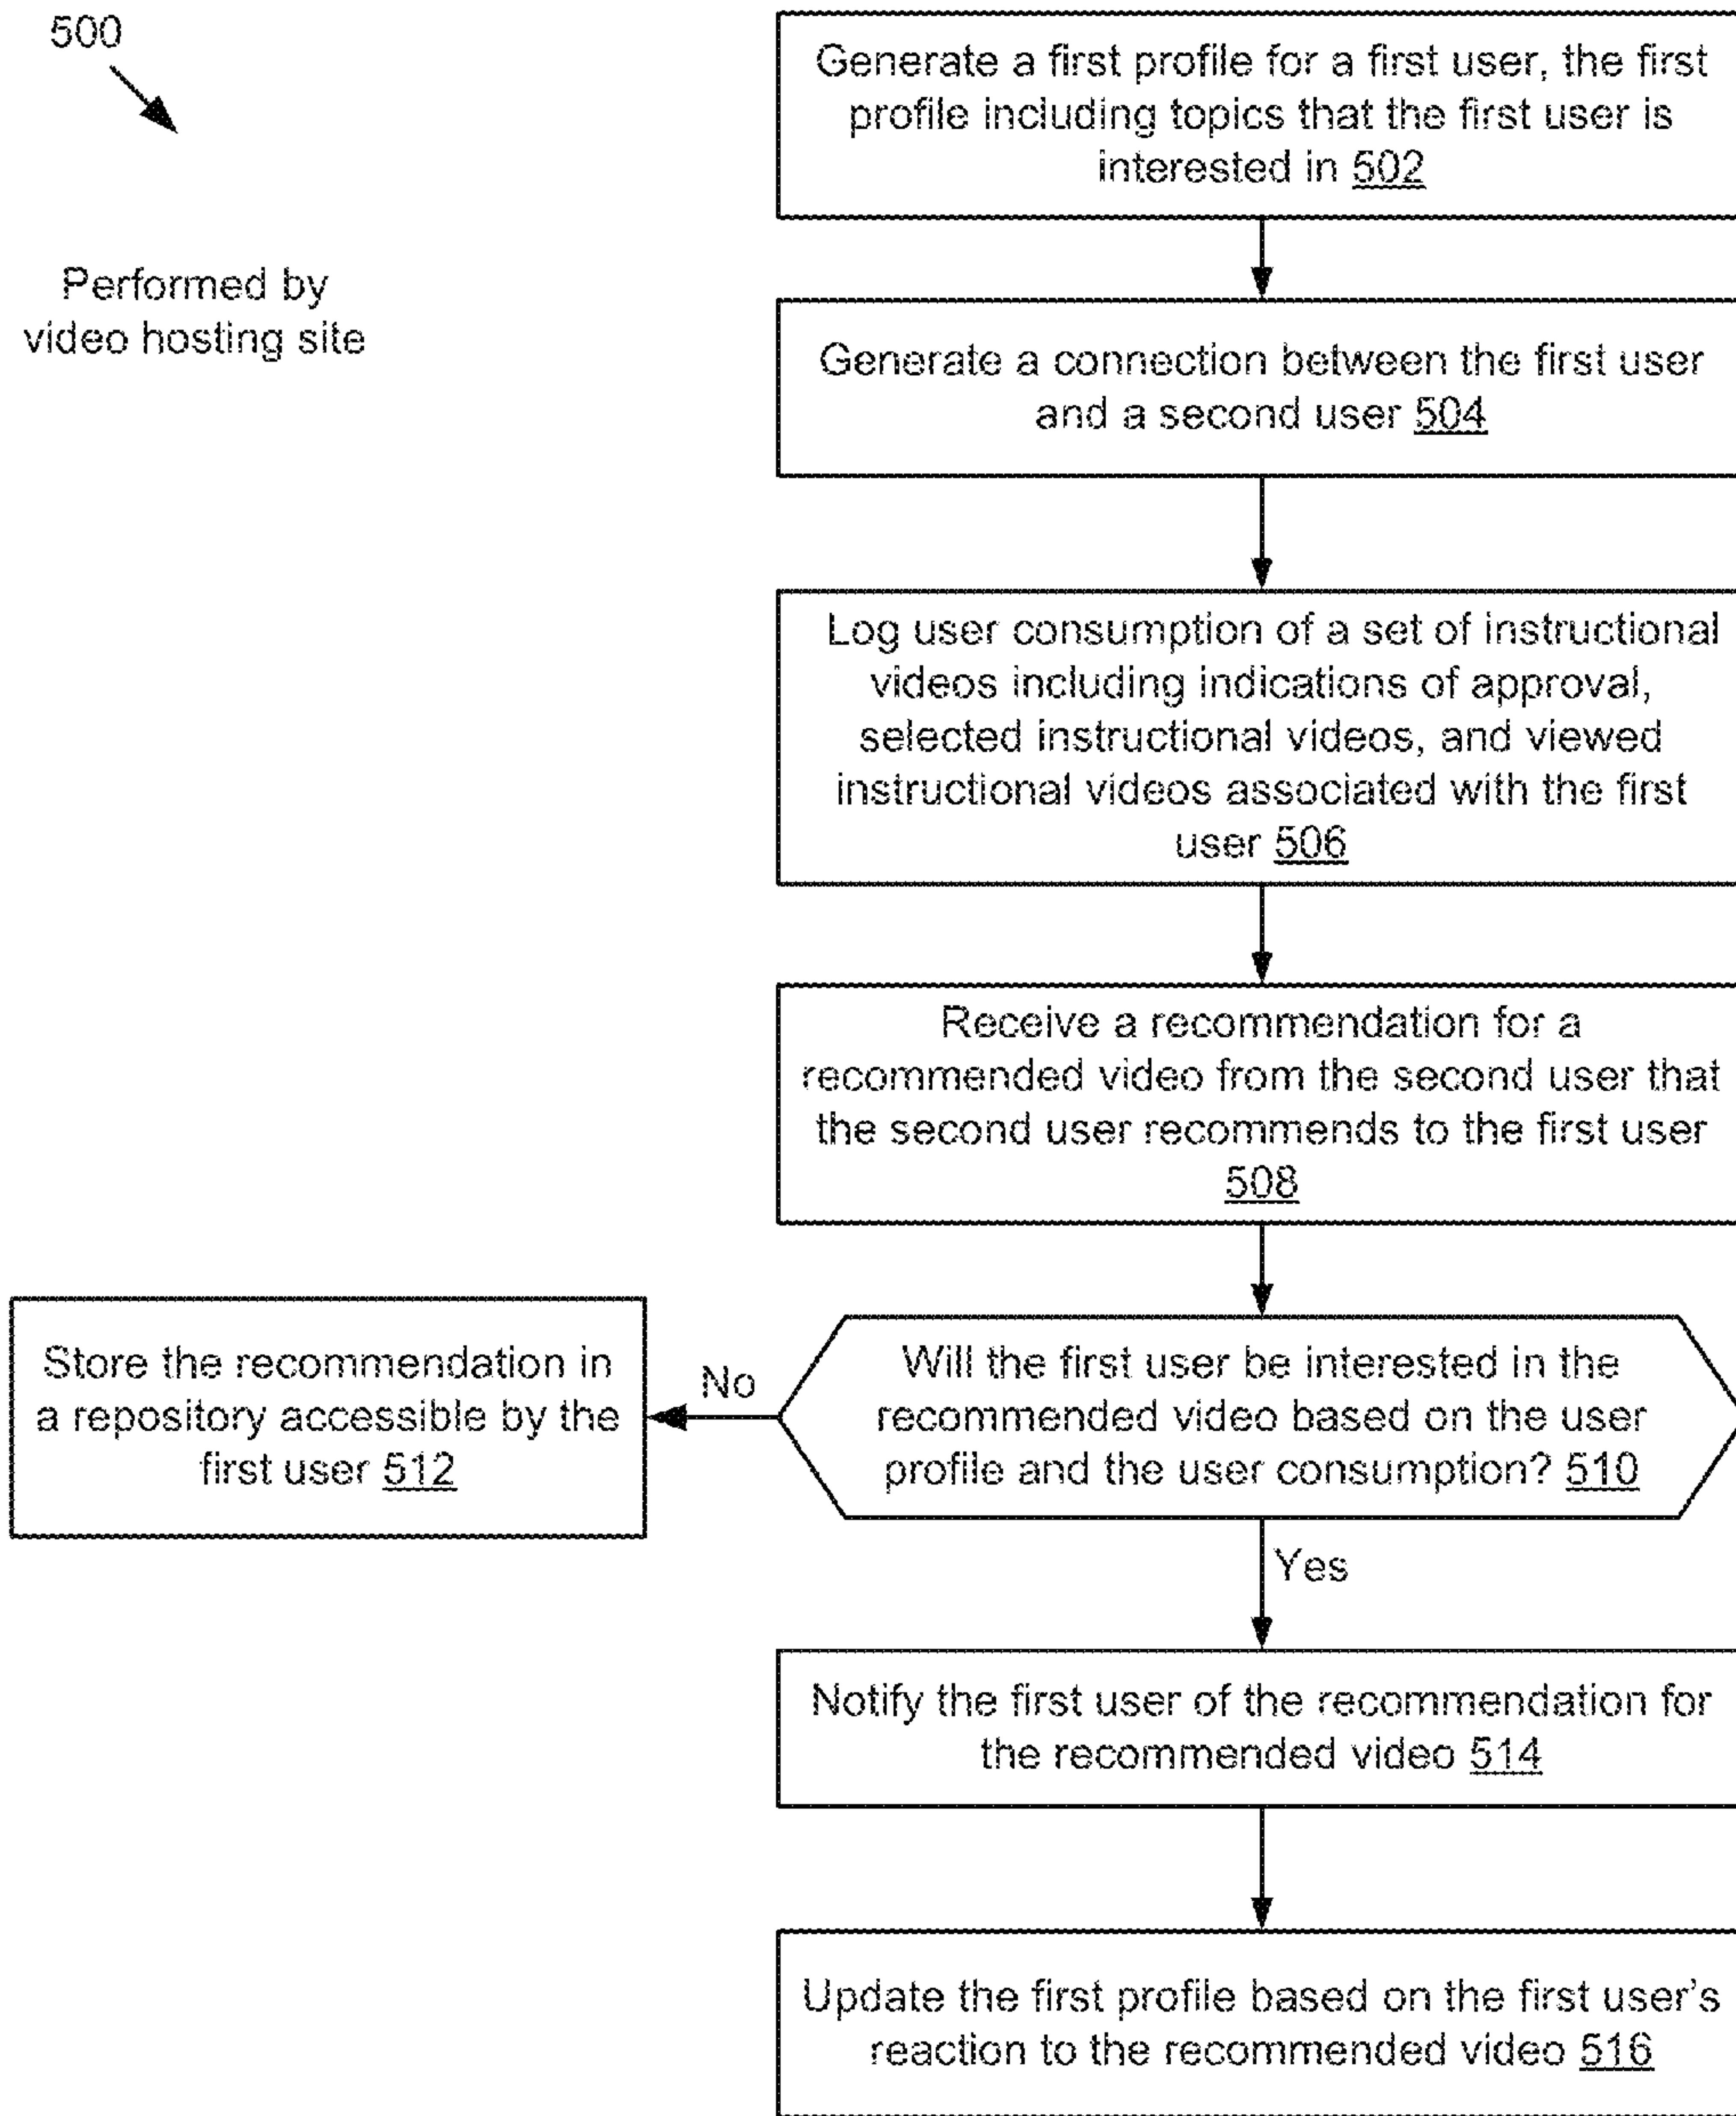 500
Performed by
video hosting site
Generate a first profile for a first user, the first
profile including topics that the first user is
interested in 502
Generate a connection between the first user
and a second user 504
Log user consumption of a set of instructional
videos including indications of approval,
selected instructional videos, and viewed
instructional videos associated with the first
user 506
Receive a recommendation for a
recommended video from the second user that
the second user recommends to the first user
508
Will the first user be interested in the
recommended video based on the user
profile and the user consumption? 510
No
Store the recommendation in
a repository accessible by the
first user 512
Yes
Notify the first user of the recommendation for
the recommended video 514
Update the first profile based on the first user's
reaction to the recommended video 516